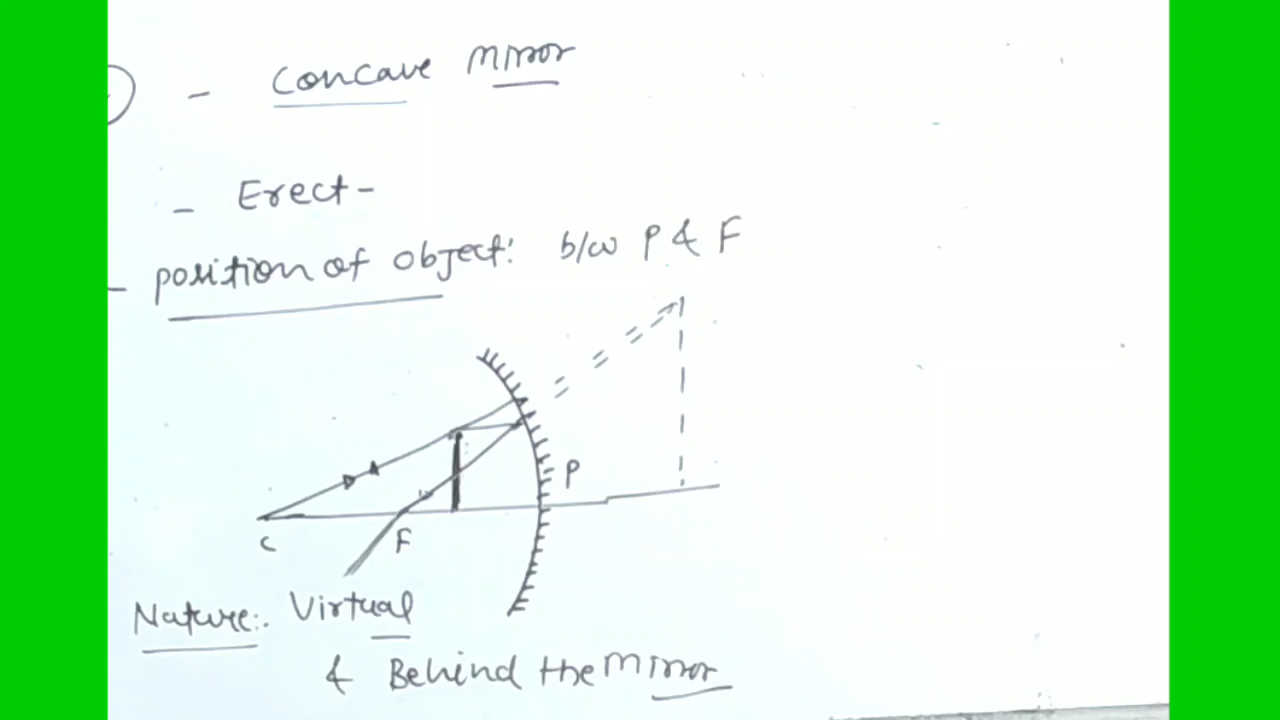 - Concave Mirror
- Erect-
- position of object: b/w P & F
P
C
F
Nature:. Virtual
& Behind the Mirror